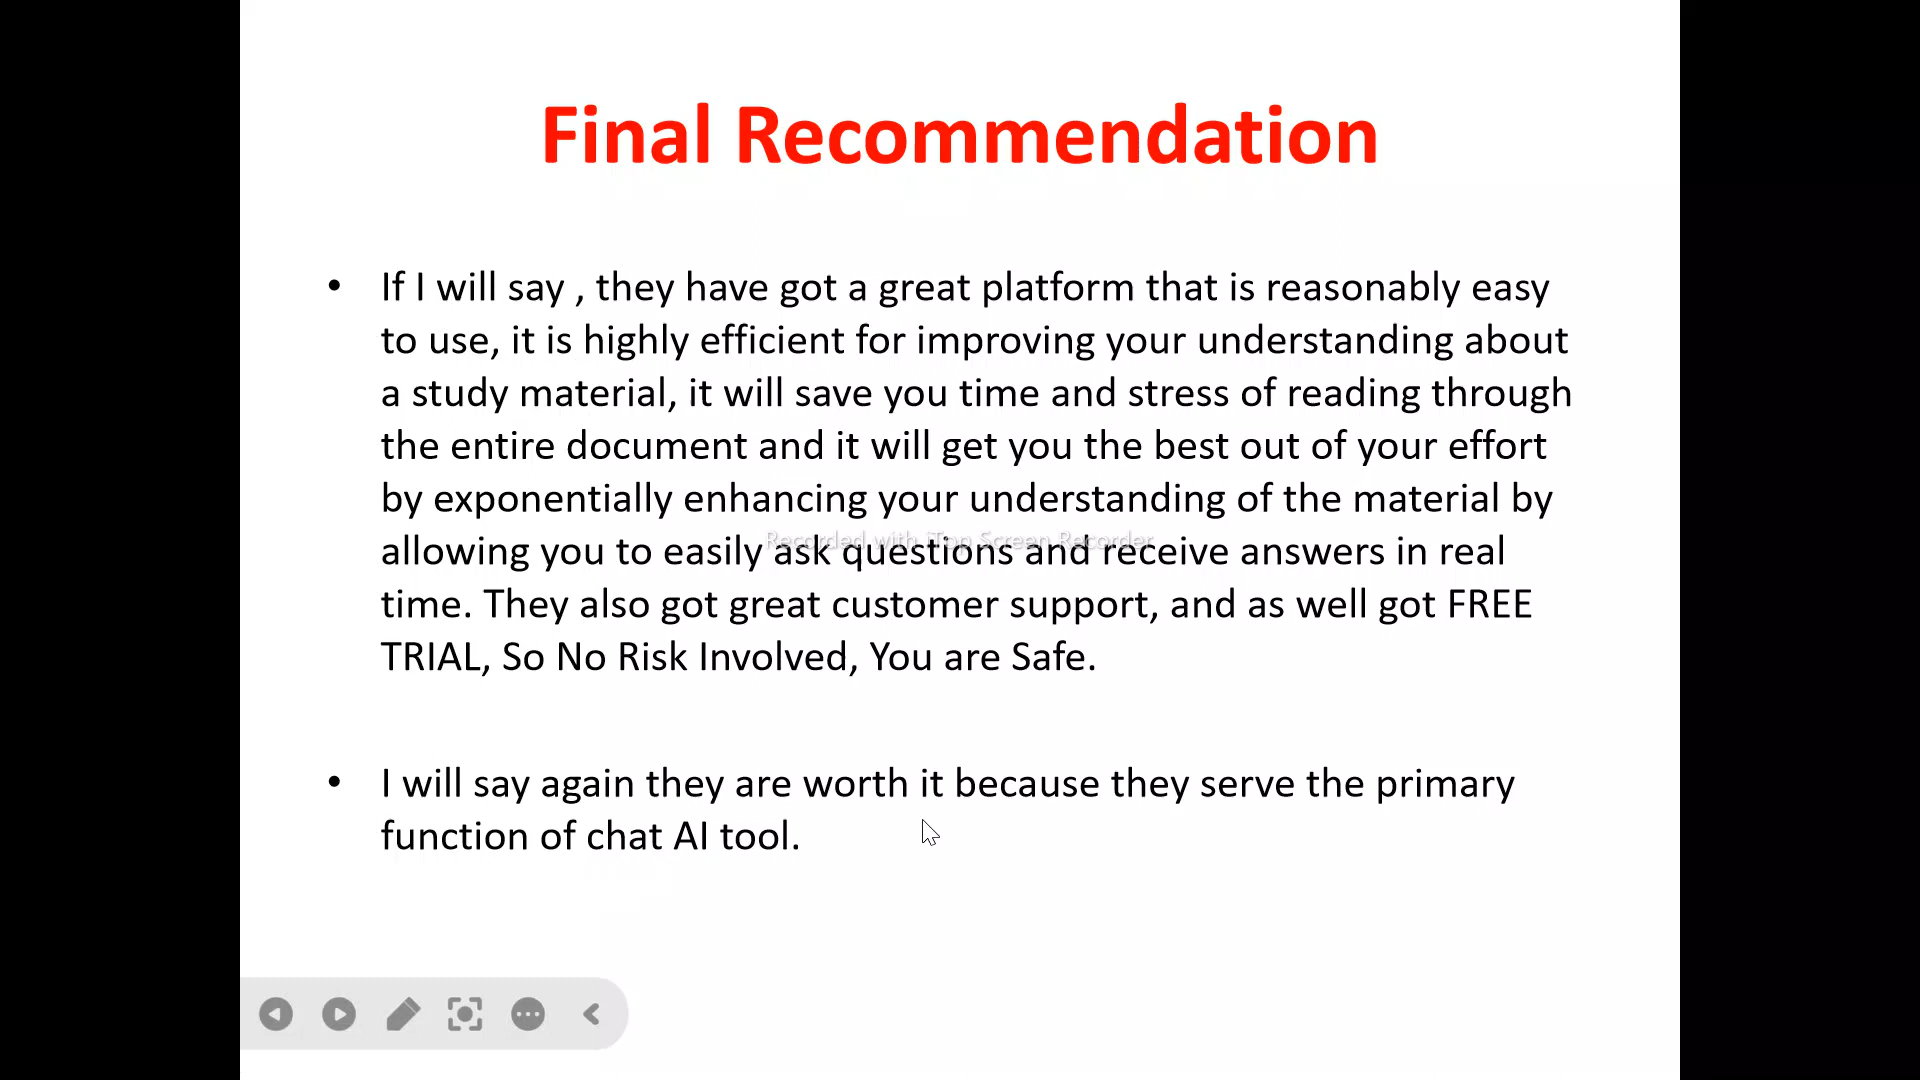 Final Recommendation
• If I will say , they have got a great platform that is reasonably easy
to use, it is highly efficient for improving your understanding about
a study material, it will save you time and stress of reading through
the entire document and it will get you the best out of your effort
by exponentially enhancing your understanding of the material by
Recorded with iTop Screen Recorder
allowing you to easily ask questions and receive answers in real
time. They also got great customer support, and as well got FREE
TRIAL, So No Risk Involved, You are Safe.
• I will say again they are worth it because they serve the primary
function of chat AI tool.